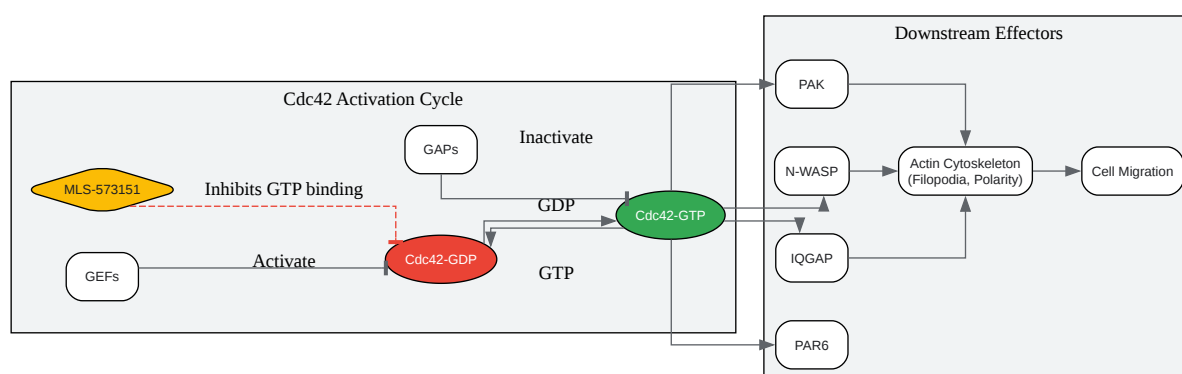 Downstream Effectors
Cdc42 Activation Cycle
PAK
GAPs
Inactivate
MLS-573151
Inhibits GTP binding
N-WASP
Actin Cytoskeleton
(Filopodia, Polarity)
Cell Migration
GDP
Cdc42-GTP
GEFs
Activate
Cdc42-GDP
GTP
IQGAP
PAR6